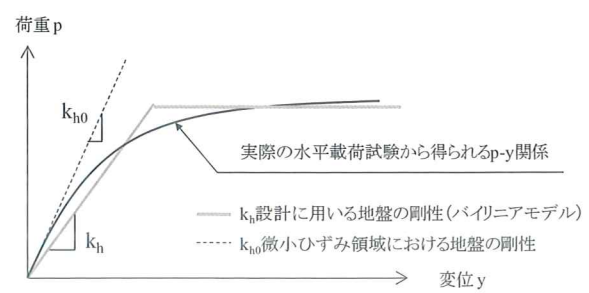 荷重 p
kh0
実際の水平載荷試験から得られるp-y関係
kh
kh設計に用いる地盤の剛性(バイリニアモデル)
kh0微小ひずみ領域における地盤の剛性
変位 y